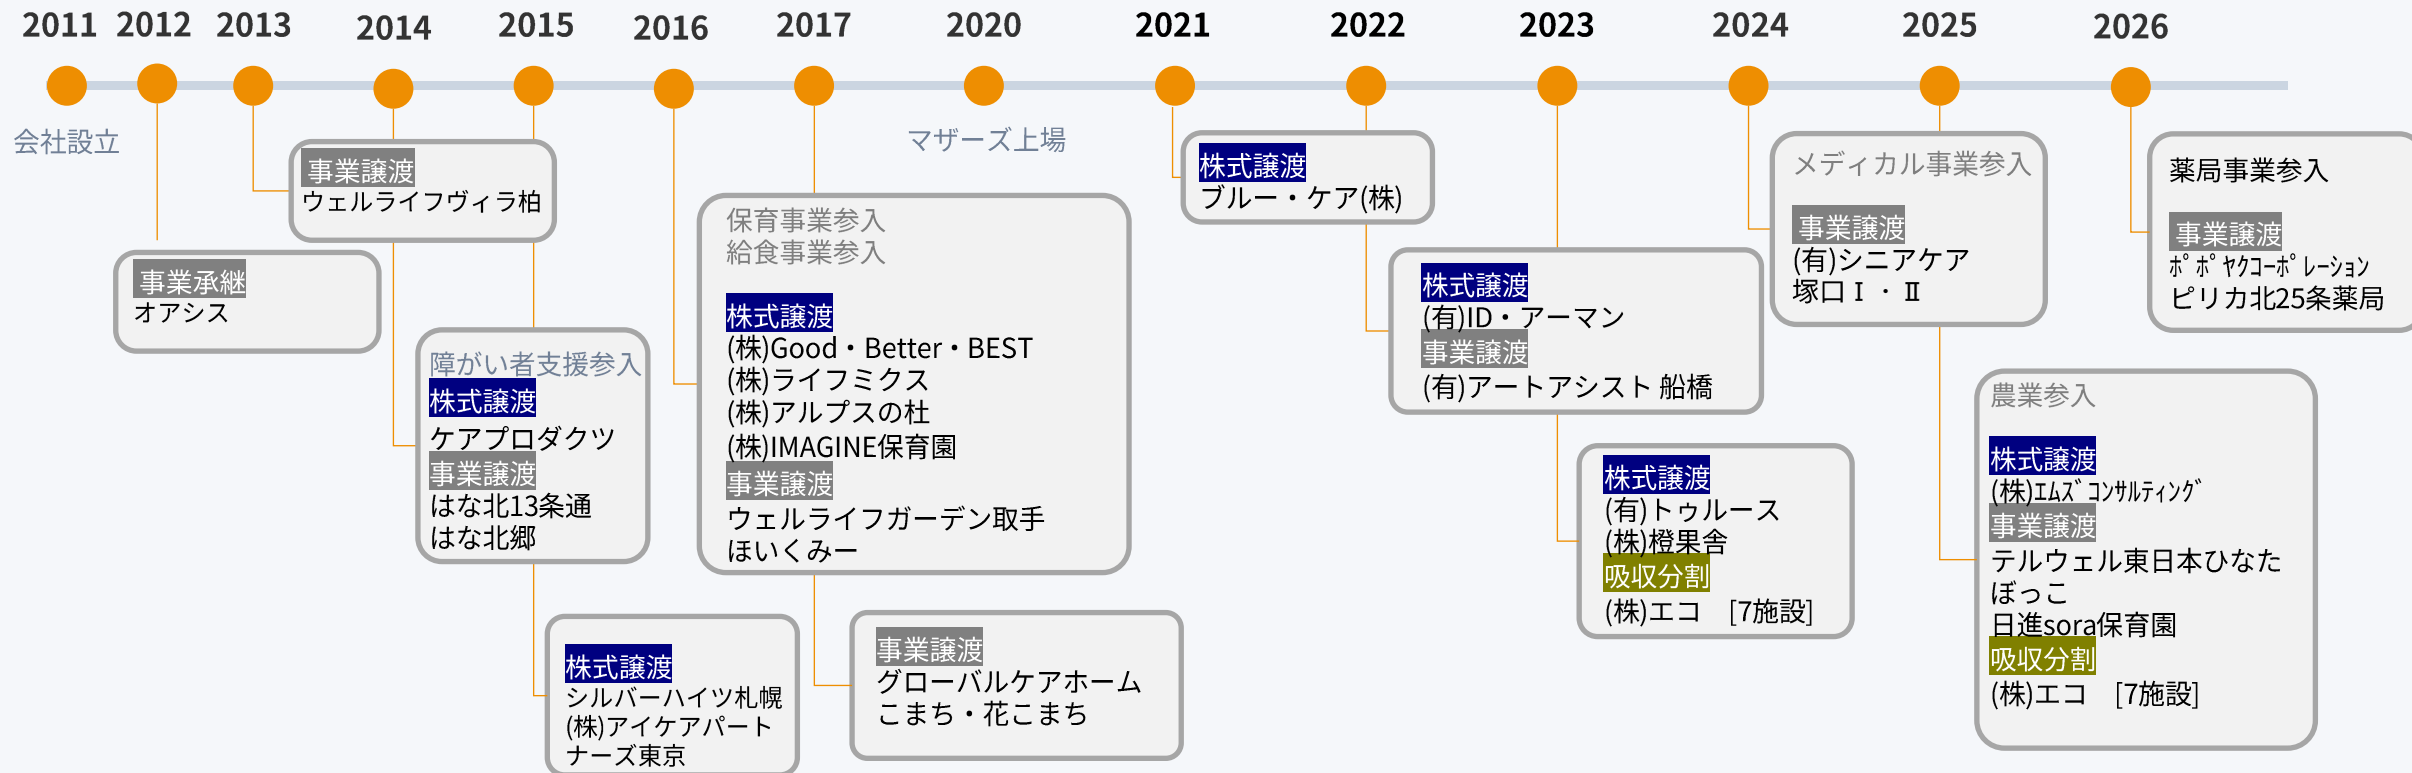 2011 2012 2013 2014 2015 2016 2017 2020 2021 2022 2023 2024 2025 2026
会社設立
事業承継
オアシス
事業譲渡
ウェルライフヴィラ柏
障がい者支援参入
株式譲渡
ケアプロダクツ
事業譲渡
はな北13条通
はな北郷
株式譲渡
シルバーハイツ札幌
(株)アイケアパート
ナーズ東京
保育事業参入
給食事業参入
株式譲渡
(株)Good・Better・BEST
(株)ライフミクス
(株)アルプスの杜
(株)IMAGINE保育園
事業譲渡
ウェルライフガーデン取手
ほいくみー
事業譲渡
グローバルケアホーム
こまち・花こまち
マザーズ上場
株式譲渡
ブルー・ケア(株)
株式譲渡
(有)ID・アーマン
事業譲渡
(有)アートアシスト 船橋
株式譲渡
(有)トゥルース
(株)橙果舎
吸収分割
(株)エコ　[7施設]
メディカル事業参入
事業譲渡
(有)シニアケア
塚口Ⅰ・Ⅱ
農業参入
株式譲渡
(株)ｴﾑｽﾞｺﾝｻﾙﾃｨﾝｸﾞ
事業譲渡
テルウェル東日本ひなた
ぼっこ
日進sora保育園
吸収分割
(株)エコ　[7施設]
薬局事業参入
事業譲渡
ﾎﾟﾎﾟﾔｸｺｰﾎﾟﾚｰｼｮﾝ
ピリカ北25条薬局